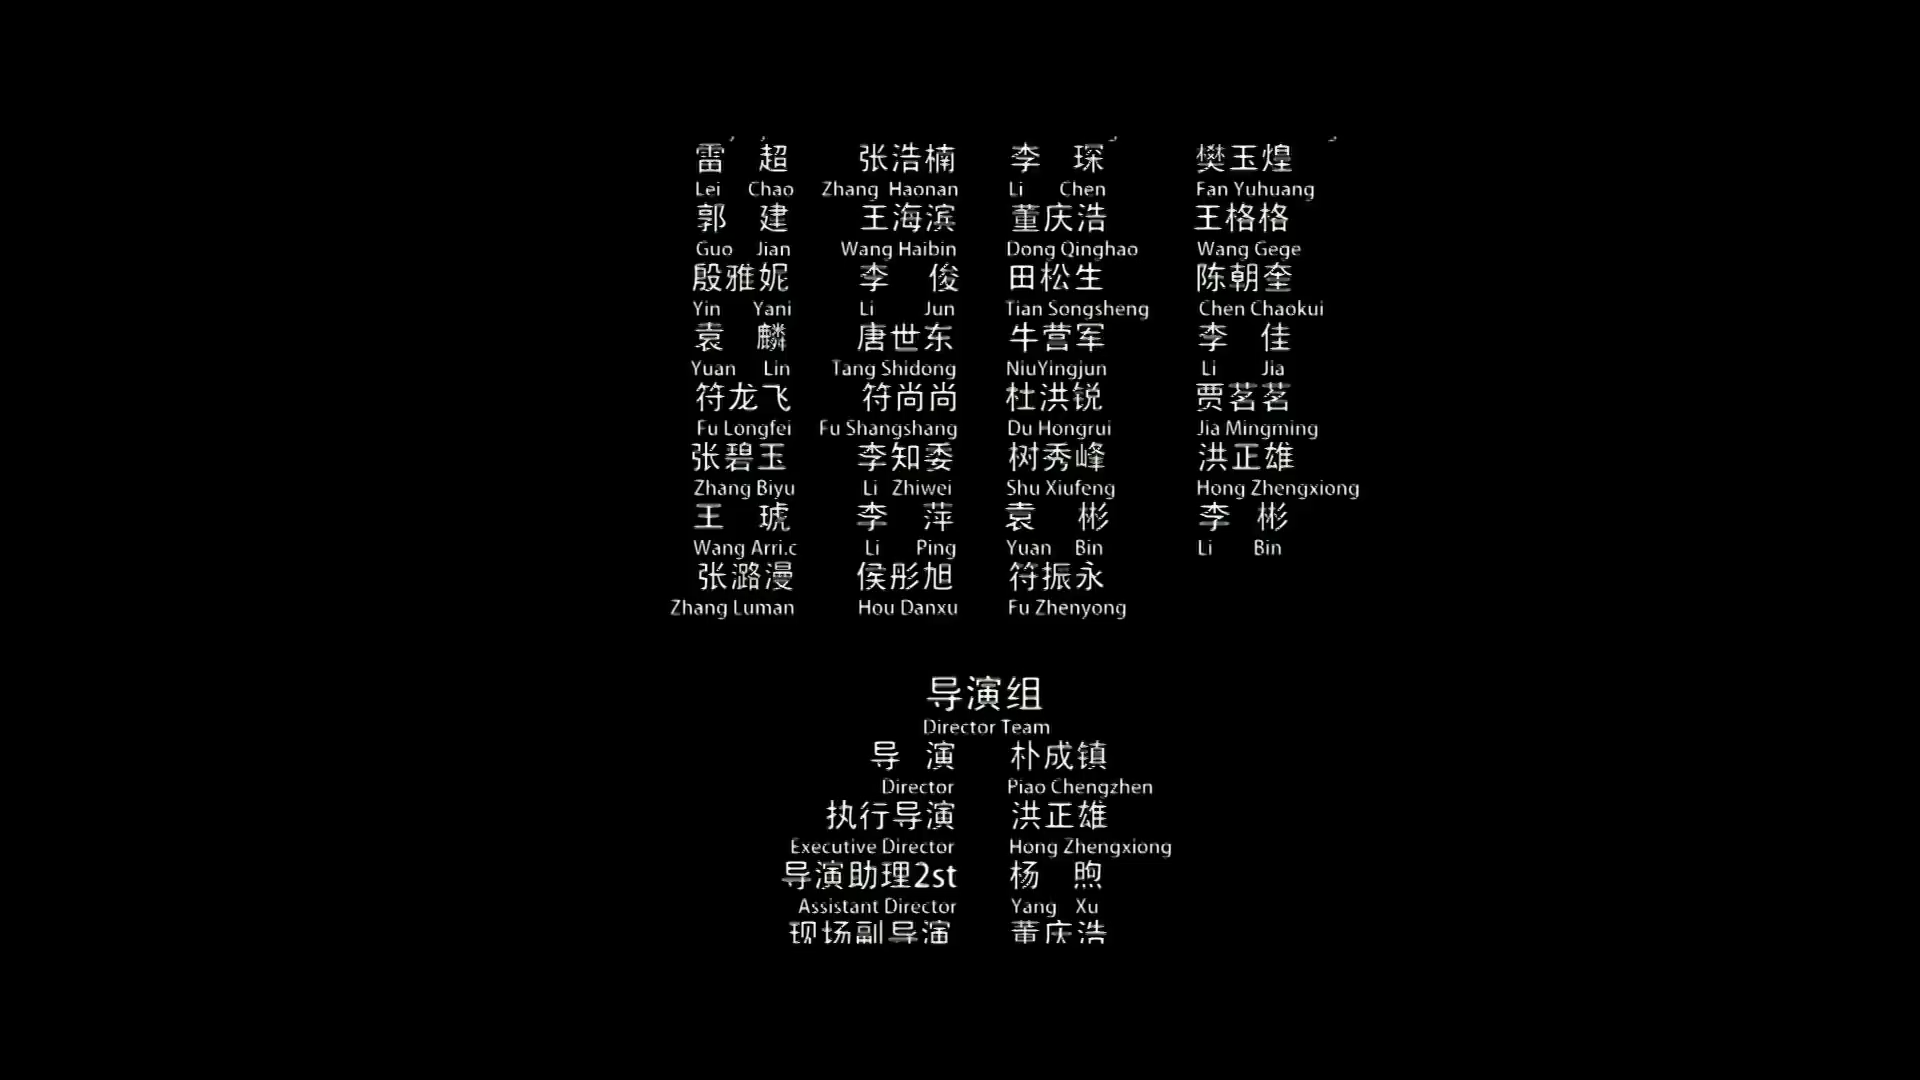 雷 超 张浩楠 李 琛 樊玉煌
Lei Chao Zhang Haonan Li Chen Fan Yuhuang
郭 建 王海滨 董庆浩 王格格
Guo Jian Wang Haibin Dong Qinghao Wang Gege
殷雅妮 李 俊 田松生 陈朝奎
Yin Yani Li Jun Tian Songsheng Chen Chaokui
袁 麟 唐世东 牛营军 李 佳
Yuan Lin Tang Shidong NiuYingjun Li Jia
符龙飞 符尚尚 杜洪锐 贾茗茗
Fu Longfei Fu Shangshang Du Hongrui Jia Mingming
张碧玉 李知委 树秀峰 洪正雄
Zhang Biyu Li Zhiwei Shu Xiufeng Hong Zhengxiong
王 琥 李 萍 袁 彬 李 彬
Wang Arri.c Li Ping Yuan Bin Li Bin
张潞漫 侯彤旭 符振永
Zhang Luman Hou Danxu Fu Zhenyong
导演组
Director Team
导 演 朴成镇
Director Piao Chengzhen
执行导演 洪正雄
Executive Director Hong Zhengxiong
导演助理2st 杨 煦
Assistant Director Yang Xu
现场副导演 董庆浩